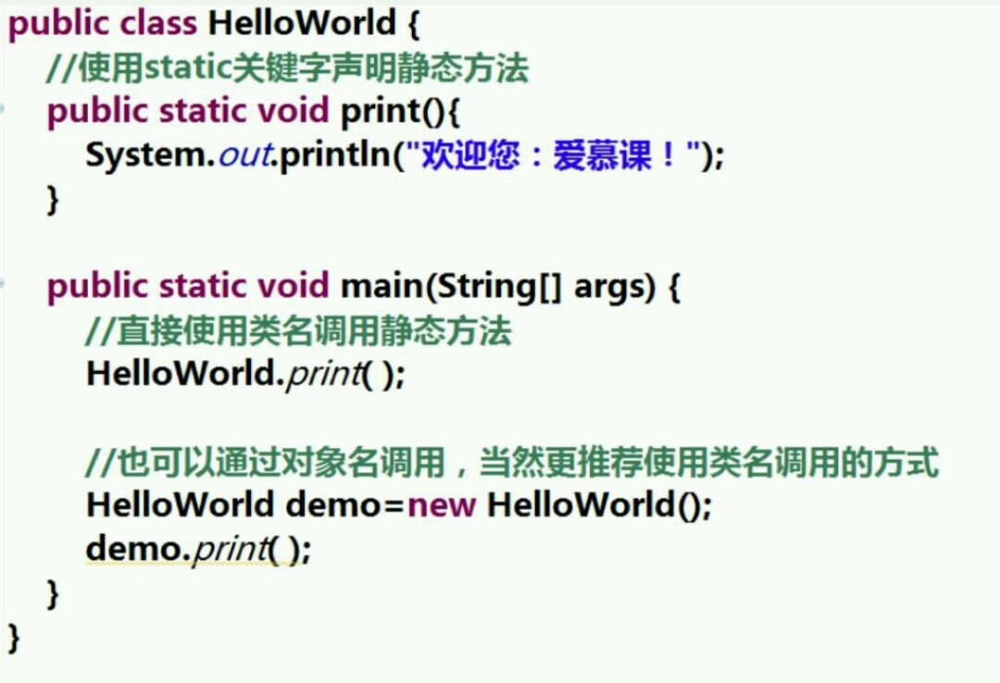 public class HelloWorld {
//使用static关键字声明静态方法
public static void print(){
System.out.println("欢迎您：爱慕课！");
}
public static void main(String[] args) {
//直接使用类名调用静态方法
HelloWorld.print( );
//也可以通过对象名调用，当然更推荐使用类名调用的方式
HelloWorld demo=new HelloWorld();
demo.print( );
}
}